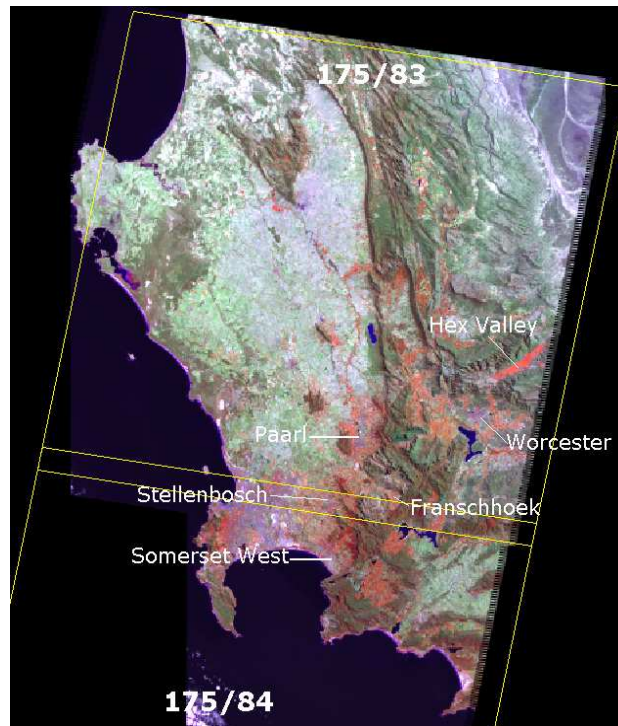 175/83
Hex Valley
Paarl
Worcester
Stellenbosch
Franschhoek
Somerset West
175/84